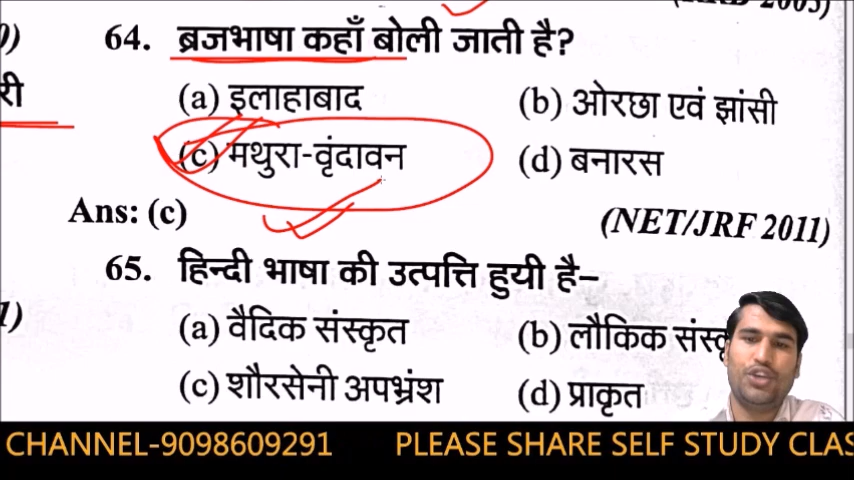 64. ब्रजभाषा कहाँ बोली जाती है?
री
(a) इलाहाबाद (b) ओरछा एवं झांसी
(c) मथुरा-वृंदावन (d) बनारस
Ans: (c) (NET/JRF 2011)
65. हिन्दी भाषा की उत्पत्ति हुयी है–
1)
(a) वैदिक संस्कृत (b) लौकिक
(c) शौरसेनी अपभ्रंश (d) प्राकृत
CHANNEL-9098609291 PLEASE SHARE SELF STUDY CLAS